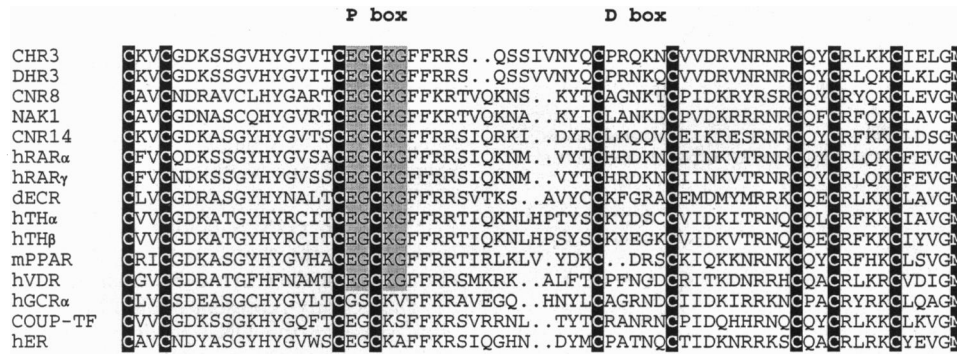 P box D box
CHR3 CKVCGDKSSGVHYGVITCEGCKGFFRRS..QSSIVNYQCPRQKNCVVDRVNRNRCQYCRLKKCIELGM
DHR3 CKVCGDKSSGVHYGVITCEGCKGFFRRS..QSSVVNYQCPRNKQCVVDRVNRNRCQYCRLQKCLKLGM
CNR8 CAVCNDRAVCLHYGARTCEGCKGFFKRTVQKNS..KYTCAGNKTCPIDKRYRSRCQYCRYQKCLEVGM
NAK1 CAVCGDNASCQHYGVRTCEGCKGFFKRTVQKNA..KYICLANKDCPVDKRRRNRCQFCRFQKCLAVGM
CNR14 CKVCGDKASGYHYGVTSCEGCKGFFRRSIQRKI..DYRCLKQQVCEIKRESRNRCQYCRFKKCLDSGM
hRARα CFVCQDKSSGYHYGVSACEGCKGFFRRSIQKNM..VYTCHRDKNCIINKVTRNRCQYCRLQKCFEVGM
hRARγ CFVCNDKSSGYHYGVSSCEGCKGFFRRSIQKNM..VYTCHRDKNCIINKVTRNRCQYCRLQKCFEVGM
dECR CLVCGDRASGYHYNALTCEGCKGFFRRSVTKS..AVYCCKFGRACEMDMYMRRKCQECRLKKCLAVGM
hTHα CVVCGDKATGYHYRCITCEGCKGFFRRTIQKNLHPTYSCKYDSCCVIDKITRNQCQLCRFKKCIAVGM
hTHβ CVVCGDKATGYHYRCITCEGCKGFFRRTIQKNLHPSYSCKYEGKCVIDKVTRNQCQECRFKKCIYVGM
mPPAR CRICGDKASGYHYGVHACEGCKGFFRRTIRLKLV.YDKC..DRSCKIQKKNRNKCQYCRFHKCLSVGM
hVDR CGVCGDRATGFHFNAMTCEGCKGFFRRSMKRK..ALFTCPFNGDCRITKDNRRHCQACRLKRCVDIGM
hGCRα CLVCSDEASGCHYGVLTCGSCKVFFKRAVEGQ..HNYLCAGRNDCIIDKIRRKNCPACRYRKCLQAGM
COUP-TF CVVCGDKSSGKHYGQFTCEGCKSFFKRSVRRNL..TYTCRANRNCPIDQHHRNQCQYCRLKKCLKVGM
hER CAVCNDYASGYHYGVWSCEGCKAFFKRSIQGHN..DYMCPATNQCTIDKNRRKSCQACRLRKCYEVGM